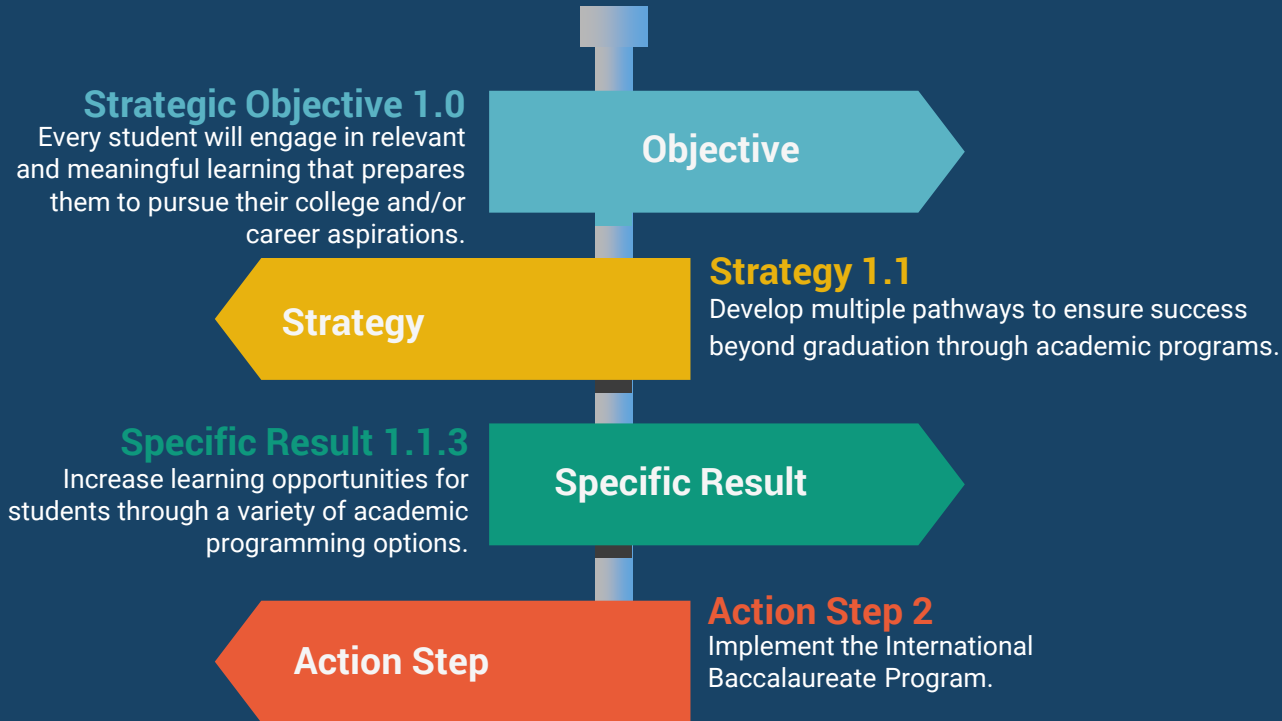 Strategic Objective 1.0
Every student will engage in relevant
and meaningful learning that prepares
them to pursue their college and/or
career aspirations.
Objective
Strategy
Strategy 1.1
Develop multiple pathways to ensure success
beyond graduation through academic programs.
Specific Result 1.1.3
Increase learning opportunities for
students through a variety of academic
programming options.
Specific Result
Action Step
Action Step 2
Implement the International
Baccalaureate Program.